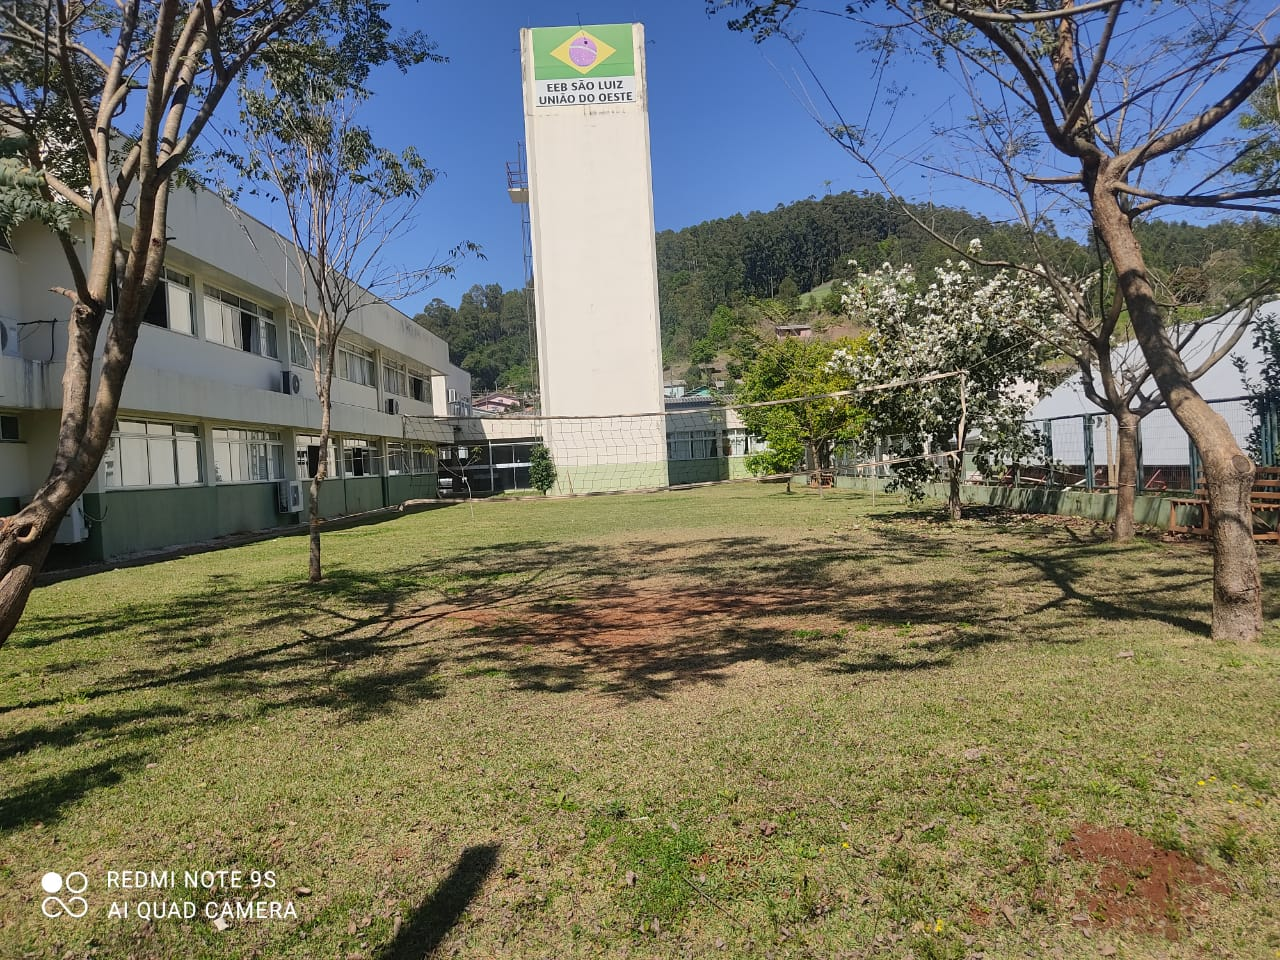 EEB SÃO LUIZ
UNIÃO DO OESTE
REDMI NOTE 9S
AI QUAD CAMERA